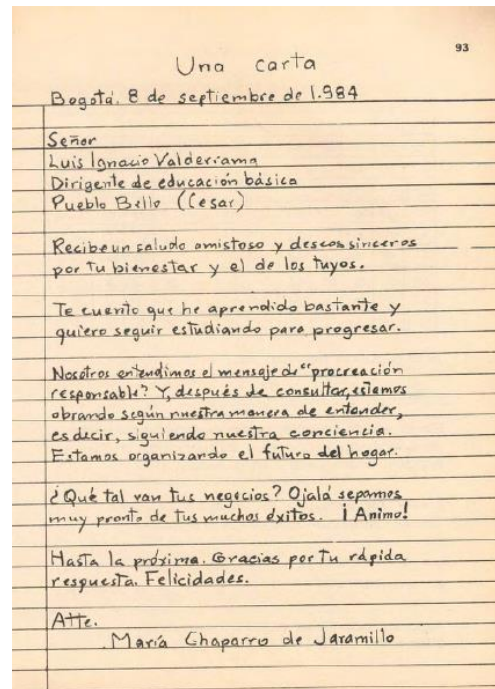 93
Una carta
Bogotá. 8 de septiembre de 1.984
Señor
Luis Ignacio Valderrama
Dirigente de educación básica
Pueblo Bello (Cesar)
Recibe un saludo amistoso y deseos sinceros
por tu bienestar y el de los tuyos.
Te cuento que he aprendido bastante y
quiero seguir estudiando para progresar.
Nosotros entendimos el mensaje de "procreación
responsable? Y, después de consultar, estamos
obrando según nuestra manera de entender,
es decir, siguiendo nuestra conciencia.
Estamos organizando el futuro del hogar.
¿Qué tal van tus negocios? Ojalá sepamos
muy pronto de tus muchos éxitos. ¡Animo!
Hasta la próxima. Gracias por tu rápida
respuesta. Felicidades.
Atte.
María Chaparro de Jaramillo